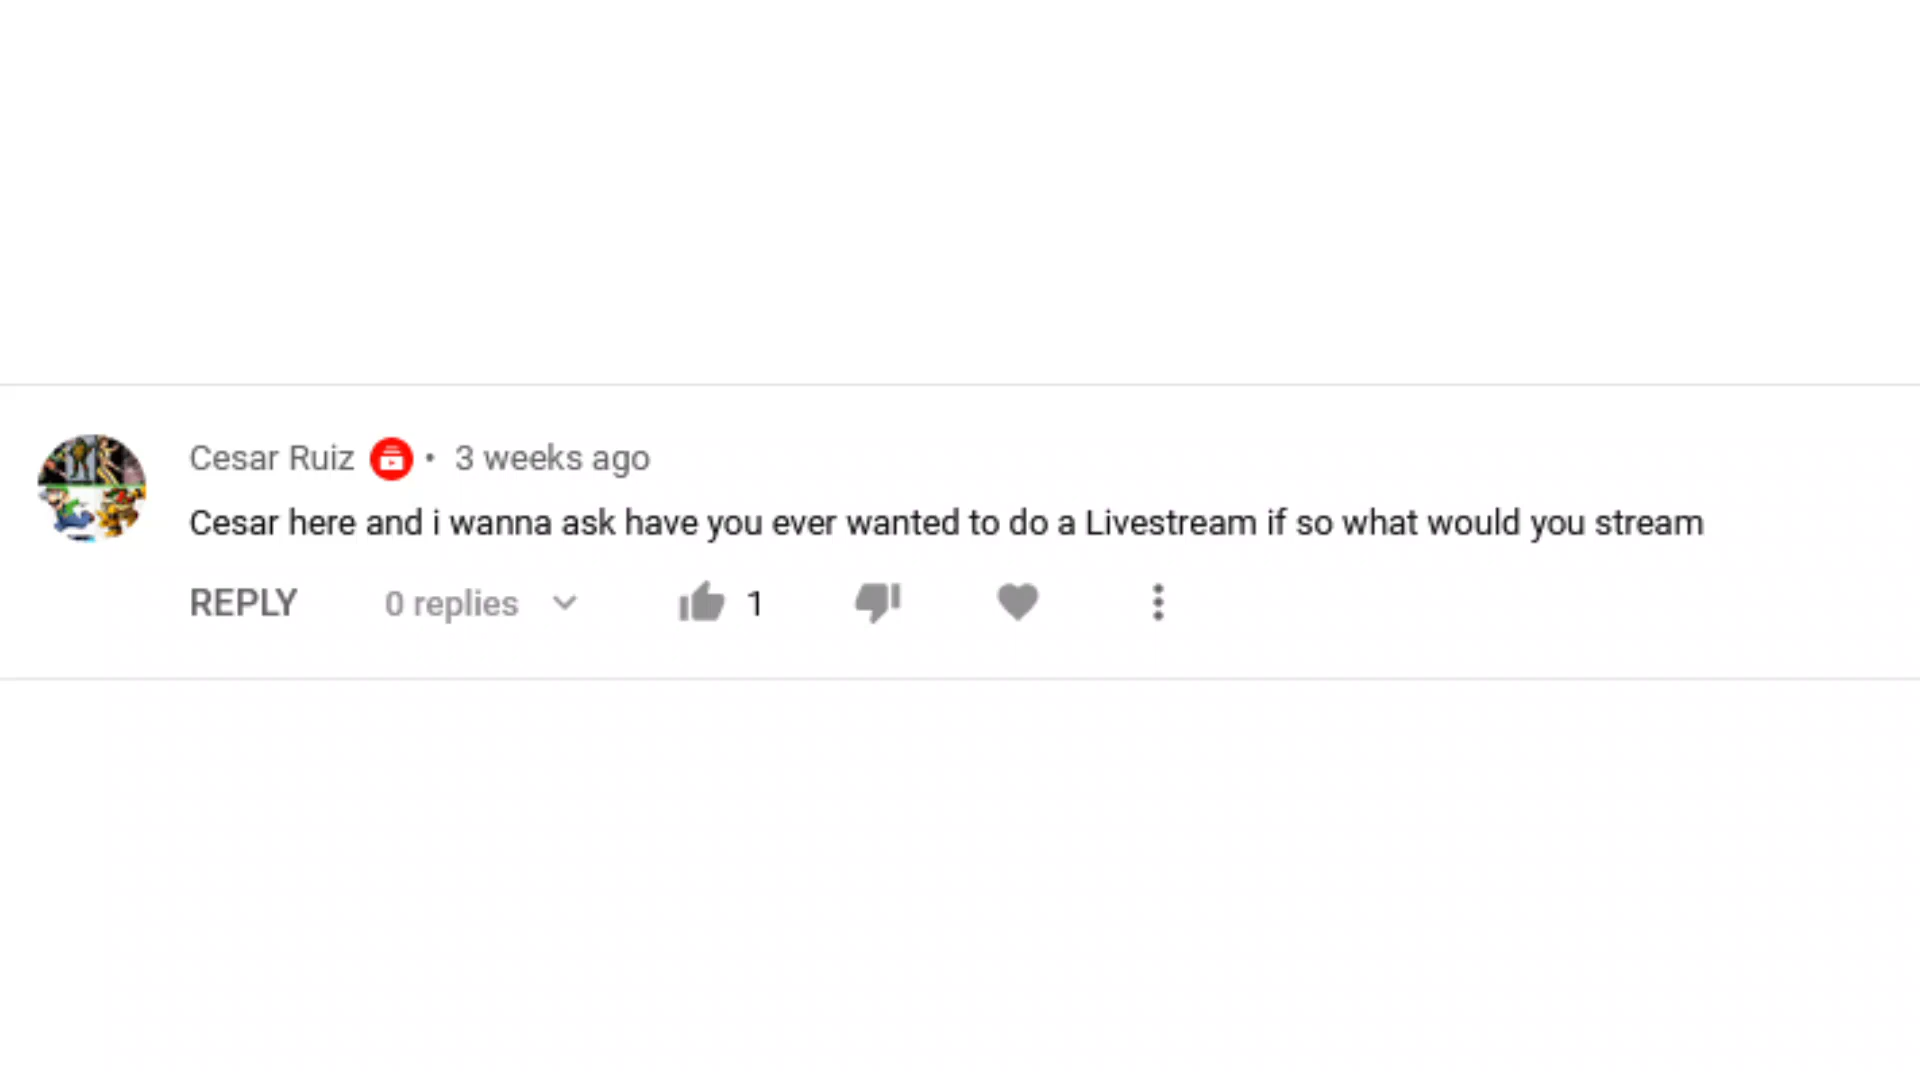 Cesar Ruiz • 3 weeks ago
Cesar here and i wanna ask have you ever wanted to do a Livestream if so what would you stream
REPLY 0 replies 1